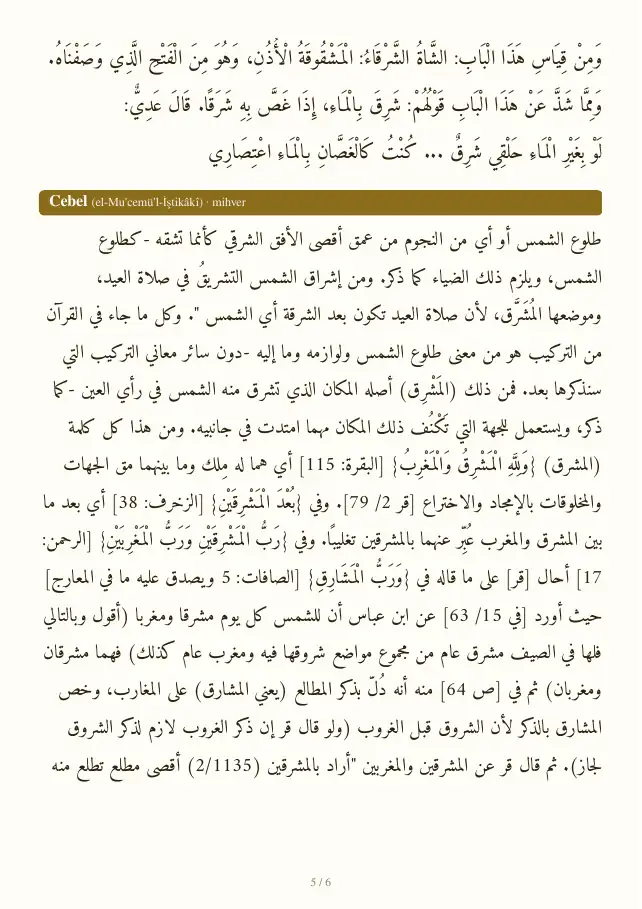 وَمِنْ قِيَاسِ هَذَا الْبَابِ: الشَّاةُ الشَّرْقَاءُ: الْمَشْقُوقَةُ الْأُذُنِ، وَهُوَ مِنَ الْفَتْحِ الَّذِي وَصَفْنَاهُ.
وَمِمَّا شَذَّ عَنْ هَذَا الْبَابِ قَوْلُهُمْ: شَرِقَ بِالْمَاءِ، إِذَا غَصَّ بِهِ شَرَقًا. قَالَ عَدِيٌّ:
لَوْ بِغَيْرِ الْمَاءِ حَلْقِي شَرِقٌ ... كُنْتُ كَالْغَصَّانِ بِالْمَاءِ اعْتِصَارِي
Cebel (el-Mu'cemü'l-İştikâkî) · mihver
طلوع الشمس أو أي من النجوم من عمق أقصى الأفق الشرقي كأنما تشقه -كطلوع
الشمس، ويلزم ذلك الضياء كما ذكر. ومن إشراق الشمس التشريقُ في صلاة العيد،
وموضعها المُشَرَّق، لأن صلاة العيد تكون بعد الشرقة أي الشمس ". وكل ما جاء في القرآن
من التركيب هو من معنى طلوع الشمس ولوازمه وما إليه -دون سائر معاني التركيب التي
سنذكرها بعد. فمن ذلك (المَشْرِق) أصله المكان الذي تشرق منه الشمس في رأي العين -كما
ذكر، ويستعمل للجهة التي تَكْنُف ذلك المكان مهما امتدت في جانبيه. ومن هذا كل كلمة
(المشرق) {وَلِلَّهِ الْمَشْرِقُ وَالْمَغْرِبُ} [البقرة: 115] أي هما له مِلك وما بينهما مق الجهات
والمخلوقات بالإمجاد والاختراع [قر 2/ 79]. وفي {بُعْدَ الْمَشْرِقَيْنِ} [الزخرف: 38] أي بعد ما
بين المشرق والمغرب عُبِّر عنهما بالمشرقين تغليبًا. وفي {رَبُّ الْمَشْرِقَيْنِ وَرَبُّ الْمَغْرِبَيْنِ} [الرحمن:
17] أحال [قر] على ما قاله في {وَرَبُّ الْمَشَارِقِ} [الصافات: 5 ويصدق عليه ما في المعارج]
حيث أورد [في 15/ 63] عن ابن عباس أن للشمس كل يوم مشرقا ومغربا (أقول وبالتالي
فلها في الصيف مشرق عام من مجموع مواضع شروقها فيه ومغرب عام كذلك) فهما مشرقان
ومغربان) ثم في [ص 64] منه أنه دُلّ بذكر المطالع (يعني المشارق) على المغارب، وخص
المشارق بالذكر لأن الشروق قبل الغروب (ولو قال قر إن ذكر الغروب لازم لذكر الشروق
لجاز). ثم قال قر عن المشرقين والمغربين "أراد بالمشرقين (2/1135) أقصى مطلع تطلع منه
5 / 6